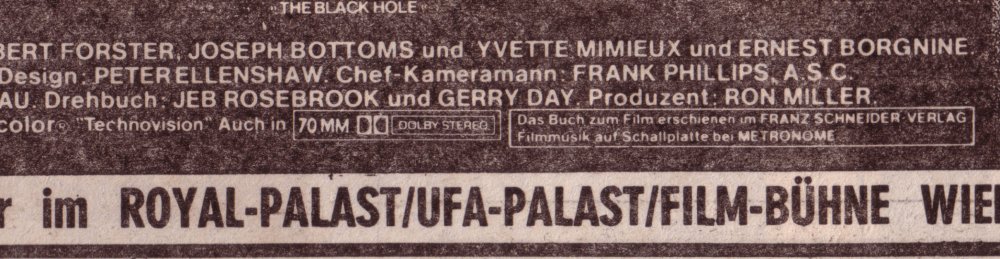 "THE BLACK HOLE"
BERT FORSTER, JOSEPH BOTTOMS und YVETTE MIMIEUX und ERNEST BORGNINE.
Design: PETER ELLENSHAW. Chef-Kameramann: FRANK PHILLIPS, A.S.C.
AU. Drehbuch: JEB ROSEBROOK und GERRY DAY. Produzent: RON MILLER.
color® "Technovision" Auch in 70 MM DOLBY STEREO
Das Buch zum Film erschienen im FRANZ SCHNEIDER-VERLAG
Filmmusik auf Schallplatte bei METRONOME
r im ROYAL-PALAST/UFA-PALAST/FILM-BÜHNE WIE